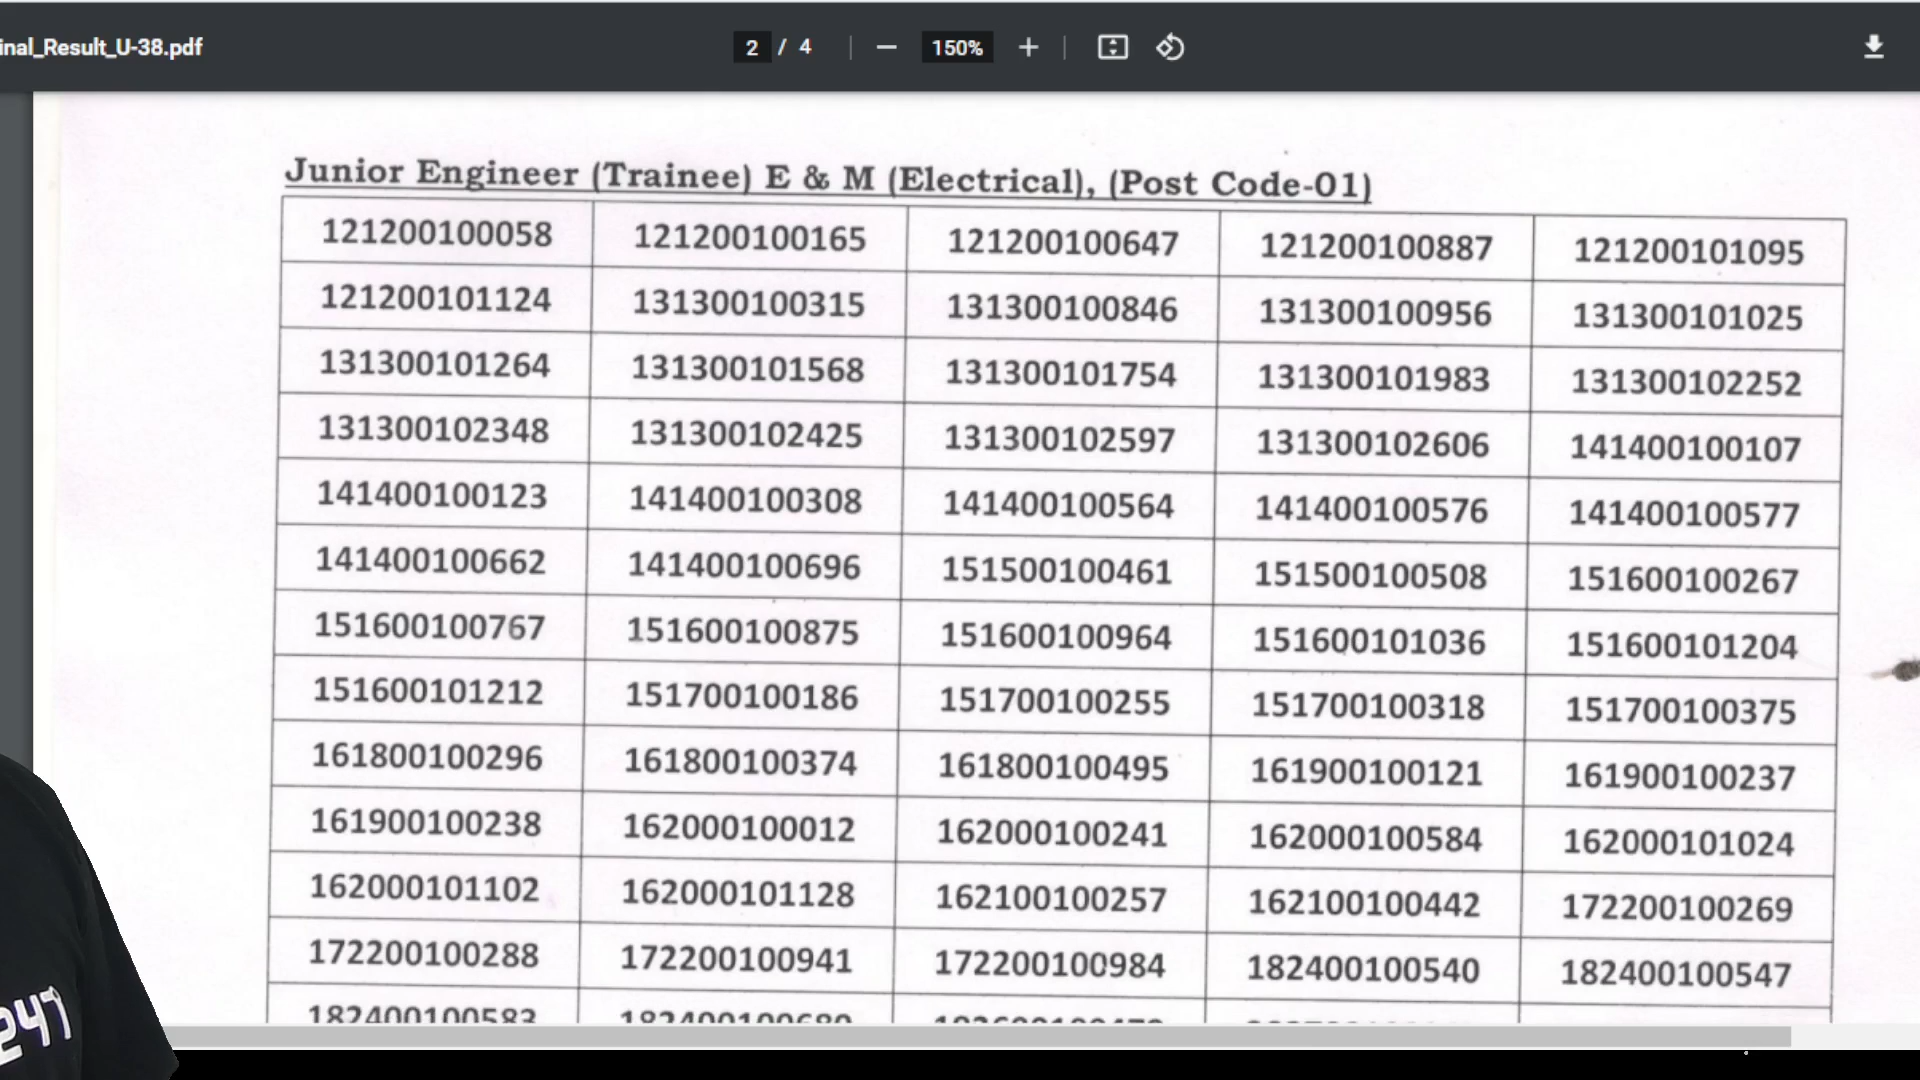 inal_Result_U-38.pdf
2 / 4
150%
Junior Engineer (Trainee) E & M (Electrical), (Post Code-01)
121200100058 121200100165 121200100647 121200100887 121200101095
121200101124 131300100315 131300100846 131300100956 131300101025
131300101264 131300101568 131300101754 131300101983 131300102252
131300102348 131300102425 131300102597 131300102606 141400100107
141400100123 141400100308 141400100564 141400100576 141400100577
141400100662 141400100696 151500100461 151500100508 151600100267
151600100767 151600100875 151600100964 151600101036 151600101204
151600101212 151700100186 151700100255 151700100318 151700100375
161800100296 161800100374 161800100495 161900100121 161900100237
161900100238 162000100012 162000100241 162000100584 162000101024
162000101102 162000101128 162100100257 162100100442 172200100269
172200100288 172200100941 172200100984 182400100540 182400100547
182400100583 182400100680
247